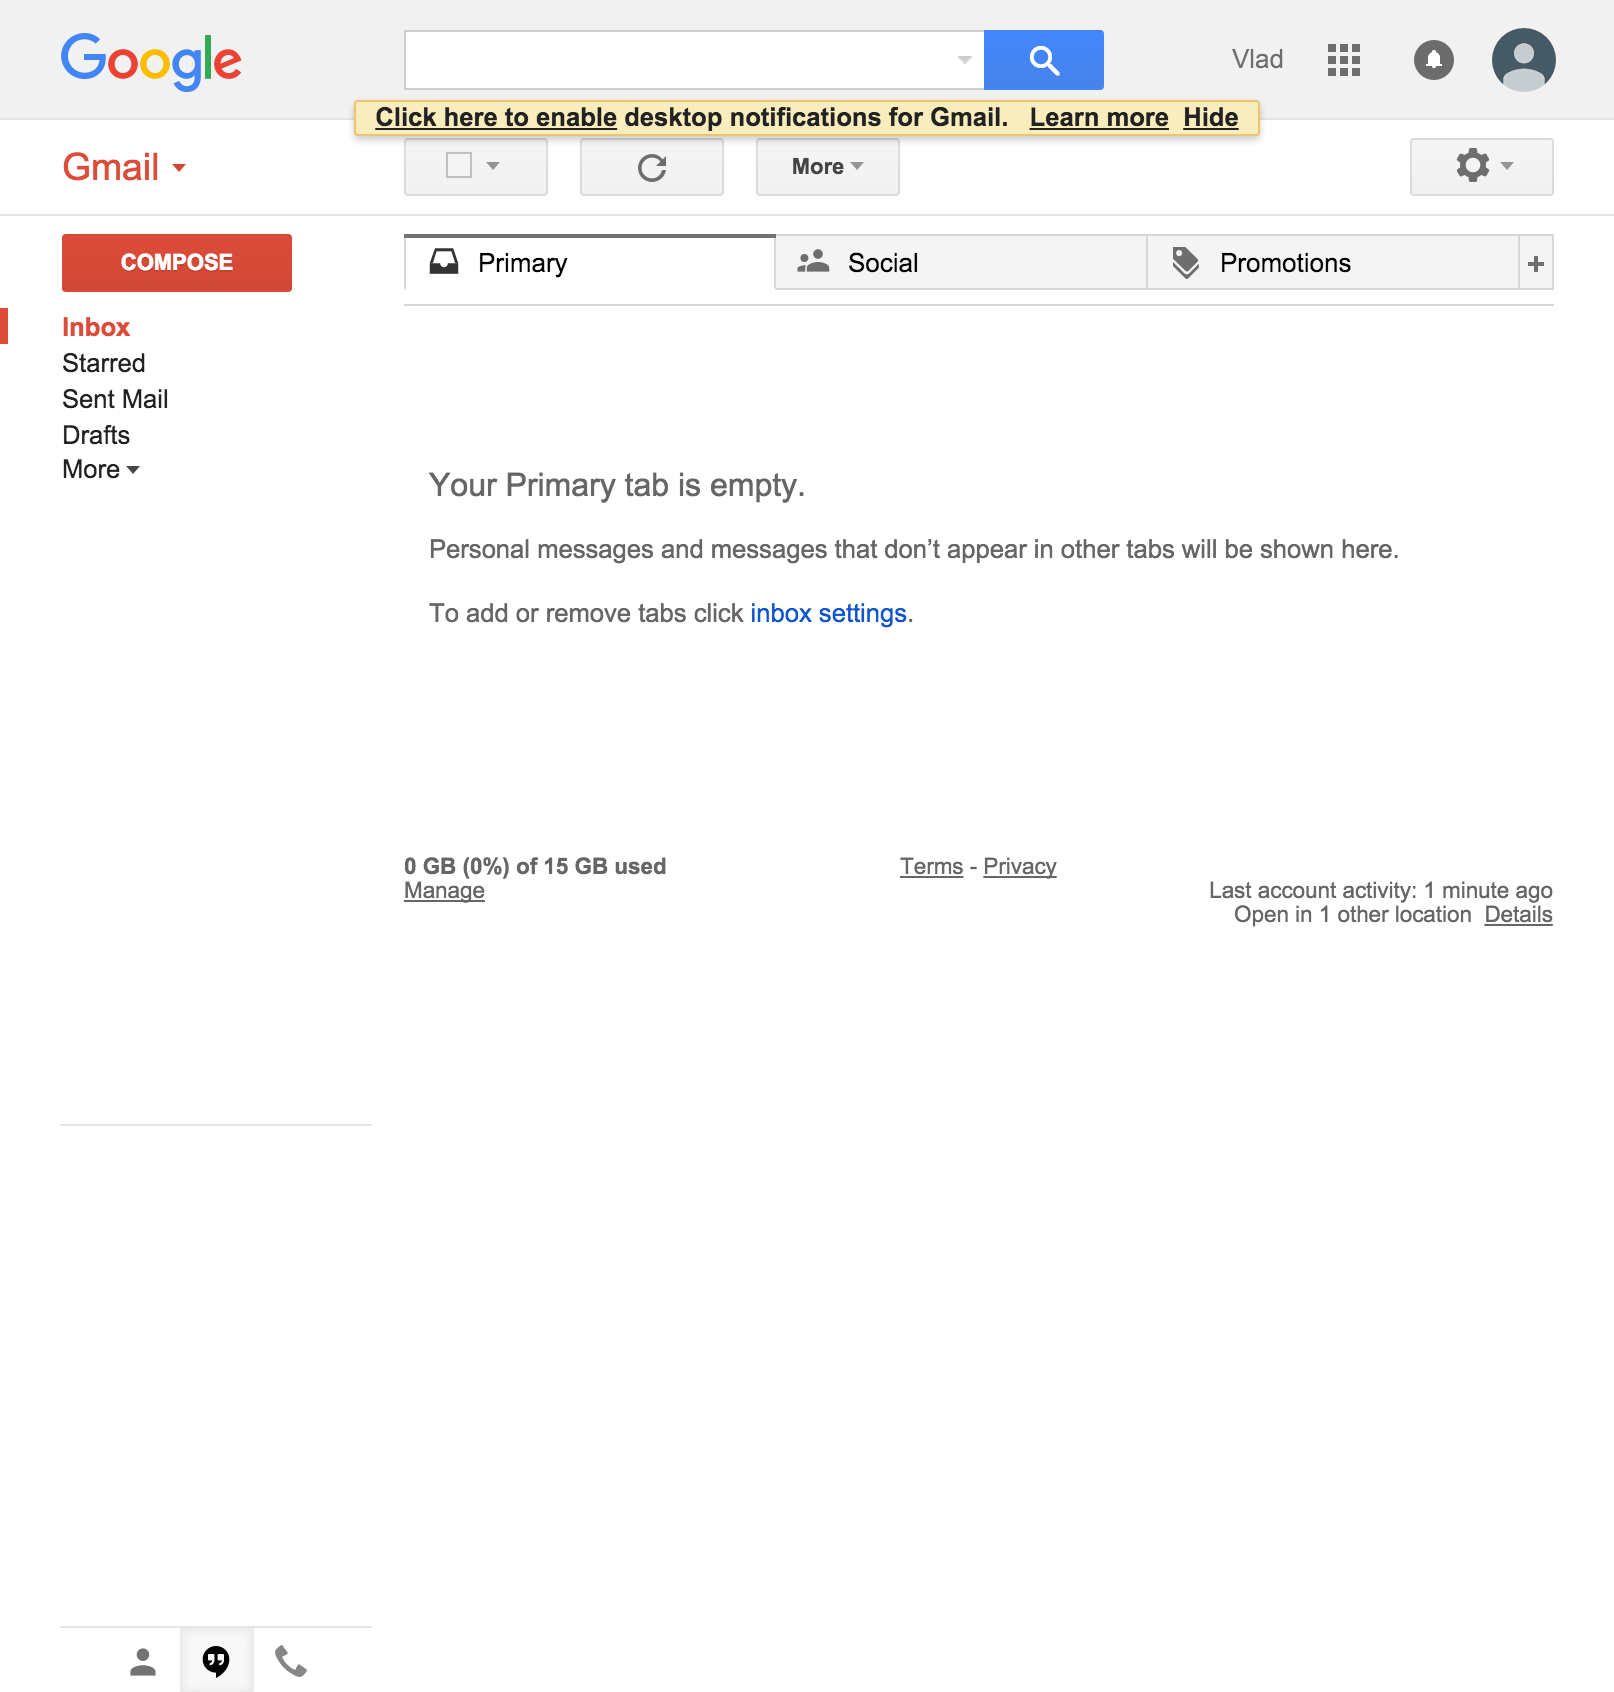 Google
Vlad
Click here to enable desktop notifications for Gmail. Learn more Hide
Gmail
More
COMPOSE
Primary
Social
Promotions
+
Inbox
Starred
Sent Mail
Drafts
More
Your Primary tab is empty.
Personal messages and messages that don’t appear in other tabs will be shown here.
To add or remove tabs click inbox settings.
0 GB (0%) of 15 GB used
Manage
Terms - Privacy
Last account activity: 1 minute ago
Open in 1 other location Details